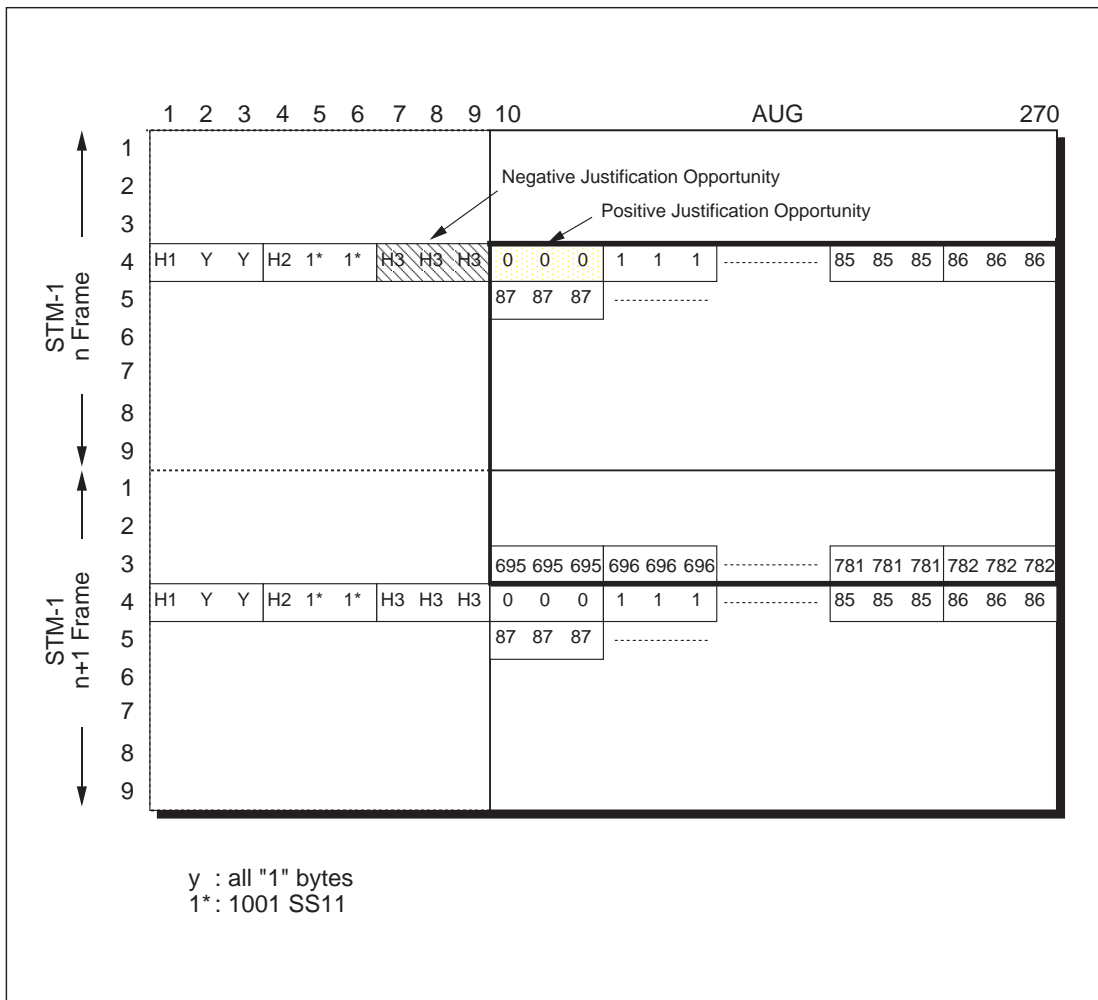 1 2 3 4 5 6 7 8 9 10 AUG 270
1
2
Negative Justification Opportunity
3
Positive Justification Opportunity
4 H1 Y Y H2 1* 1* H3 H3 H3 0 0 0 1 1 1 85 85 85 86 86 86
5 87 87 87
6
7
8
9
STM-1
n Frame
1
2
3 695 695 695 696 696 696 781 781 781 782 782 782
4 H1 Y Y H2 1* 1* H3 H3 H3 0 0 0 1 1 1 85 85 85 86 86 86
5 87 87 87
6
7
8
9
STM-1
n+1 Frame
y : all "1" bytes
1* : 1001 SS11